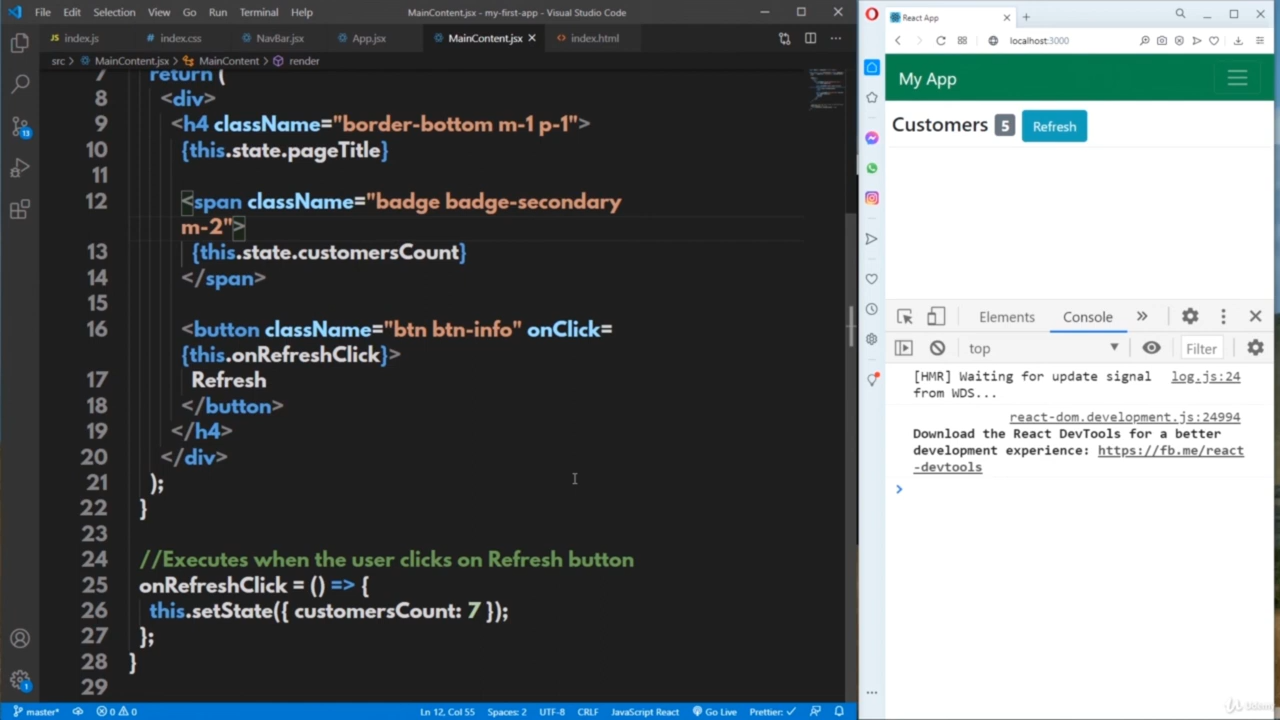 File Edit Selection View Go Run Terminal Help
MainContent.jsx - my-first-app - Visual Studio Code
index.js
index.css
NavBar.jsx
App.jsx
MainContent.jsx
index.html
src > MainContent.jsx > MainContent > render
7 return (
8 <div>
9 <h4 className="border-bottom m-1 p-1">
10 {this.state.pageTitle}
11
12 <span className="badge badge-secondary
m-2">
13 {this.state.customersCount}
14 </span>
15
16 <button className="btn btn-info" onClick=
{this.onRefreshClick}>
17 Refresh
18 </button>
19 </h4>
20 </div>
21 );
22 }
23
24 //Executes when the user clicks on Refresh button
25 onRefreshClick = () => {
26 this.setState({ customersCount: 7 });
27 };
28 }
29
13
1
master*
0 0
Ln 12, Col 55
Spaces: 2
UTF-8
CRLF
JavaScript React
Go Live
Prettier: ✓
React App
localhost:3000
My App
Customers 5 Refresh
Elements Console »
top
Filter
[HMR] Waiting for update signal log.js:24
from WDS...
react-dom.development.js:24994
Download the React DevTools for a better
development experience: https://fb.me/react
-devtools
>
Udemy